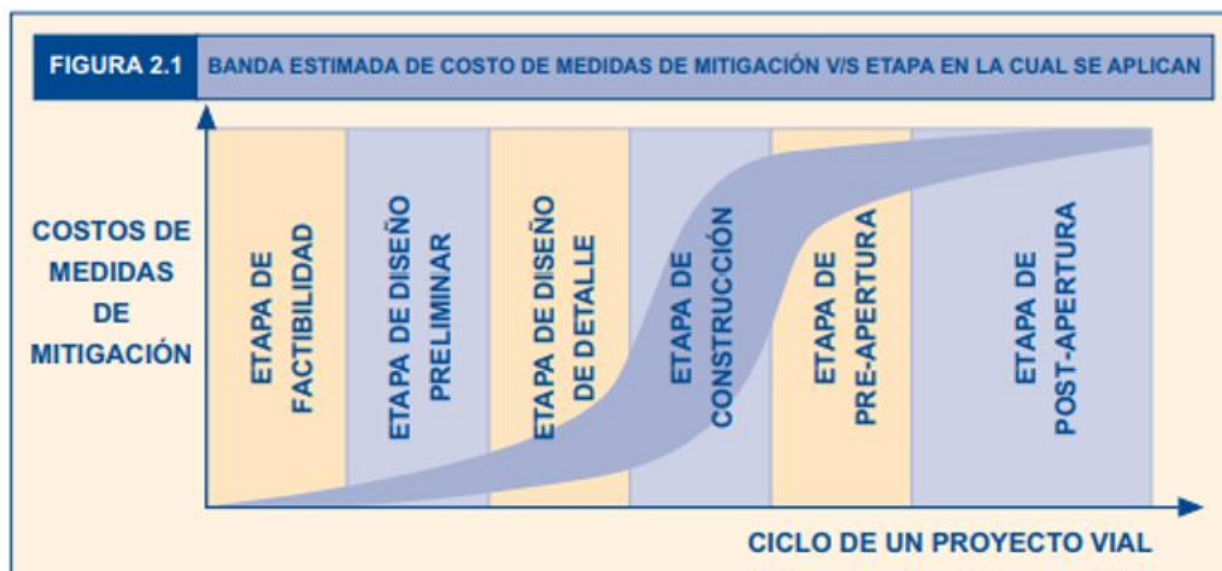 FIGURA 2.1
BANDA ESTIMADA DE COSTO DE MEDIDAS DE MITIGACIÓN V/S ETAPA EN LA CUAL SE APLICAN
COSTOS DE
MEDIDAS
DE
MITIGACIÓN
ETAPA DE
FACTIBILIDAD
ETAPA DE DISEÑO
PRELIMINAR
ETAPA DE DISEÑO
DE DETALLE
ETAPA DE
CONSTRUCCIÓN
ETAPA DE
PRE-APERTURA
ETAPA DE
POST-APERTURA
CICLO DE UN PROYECTO VIAL